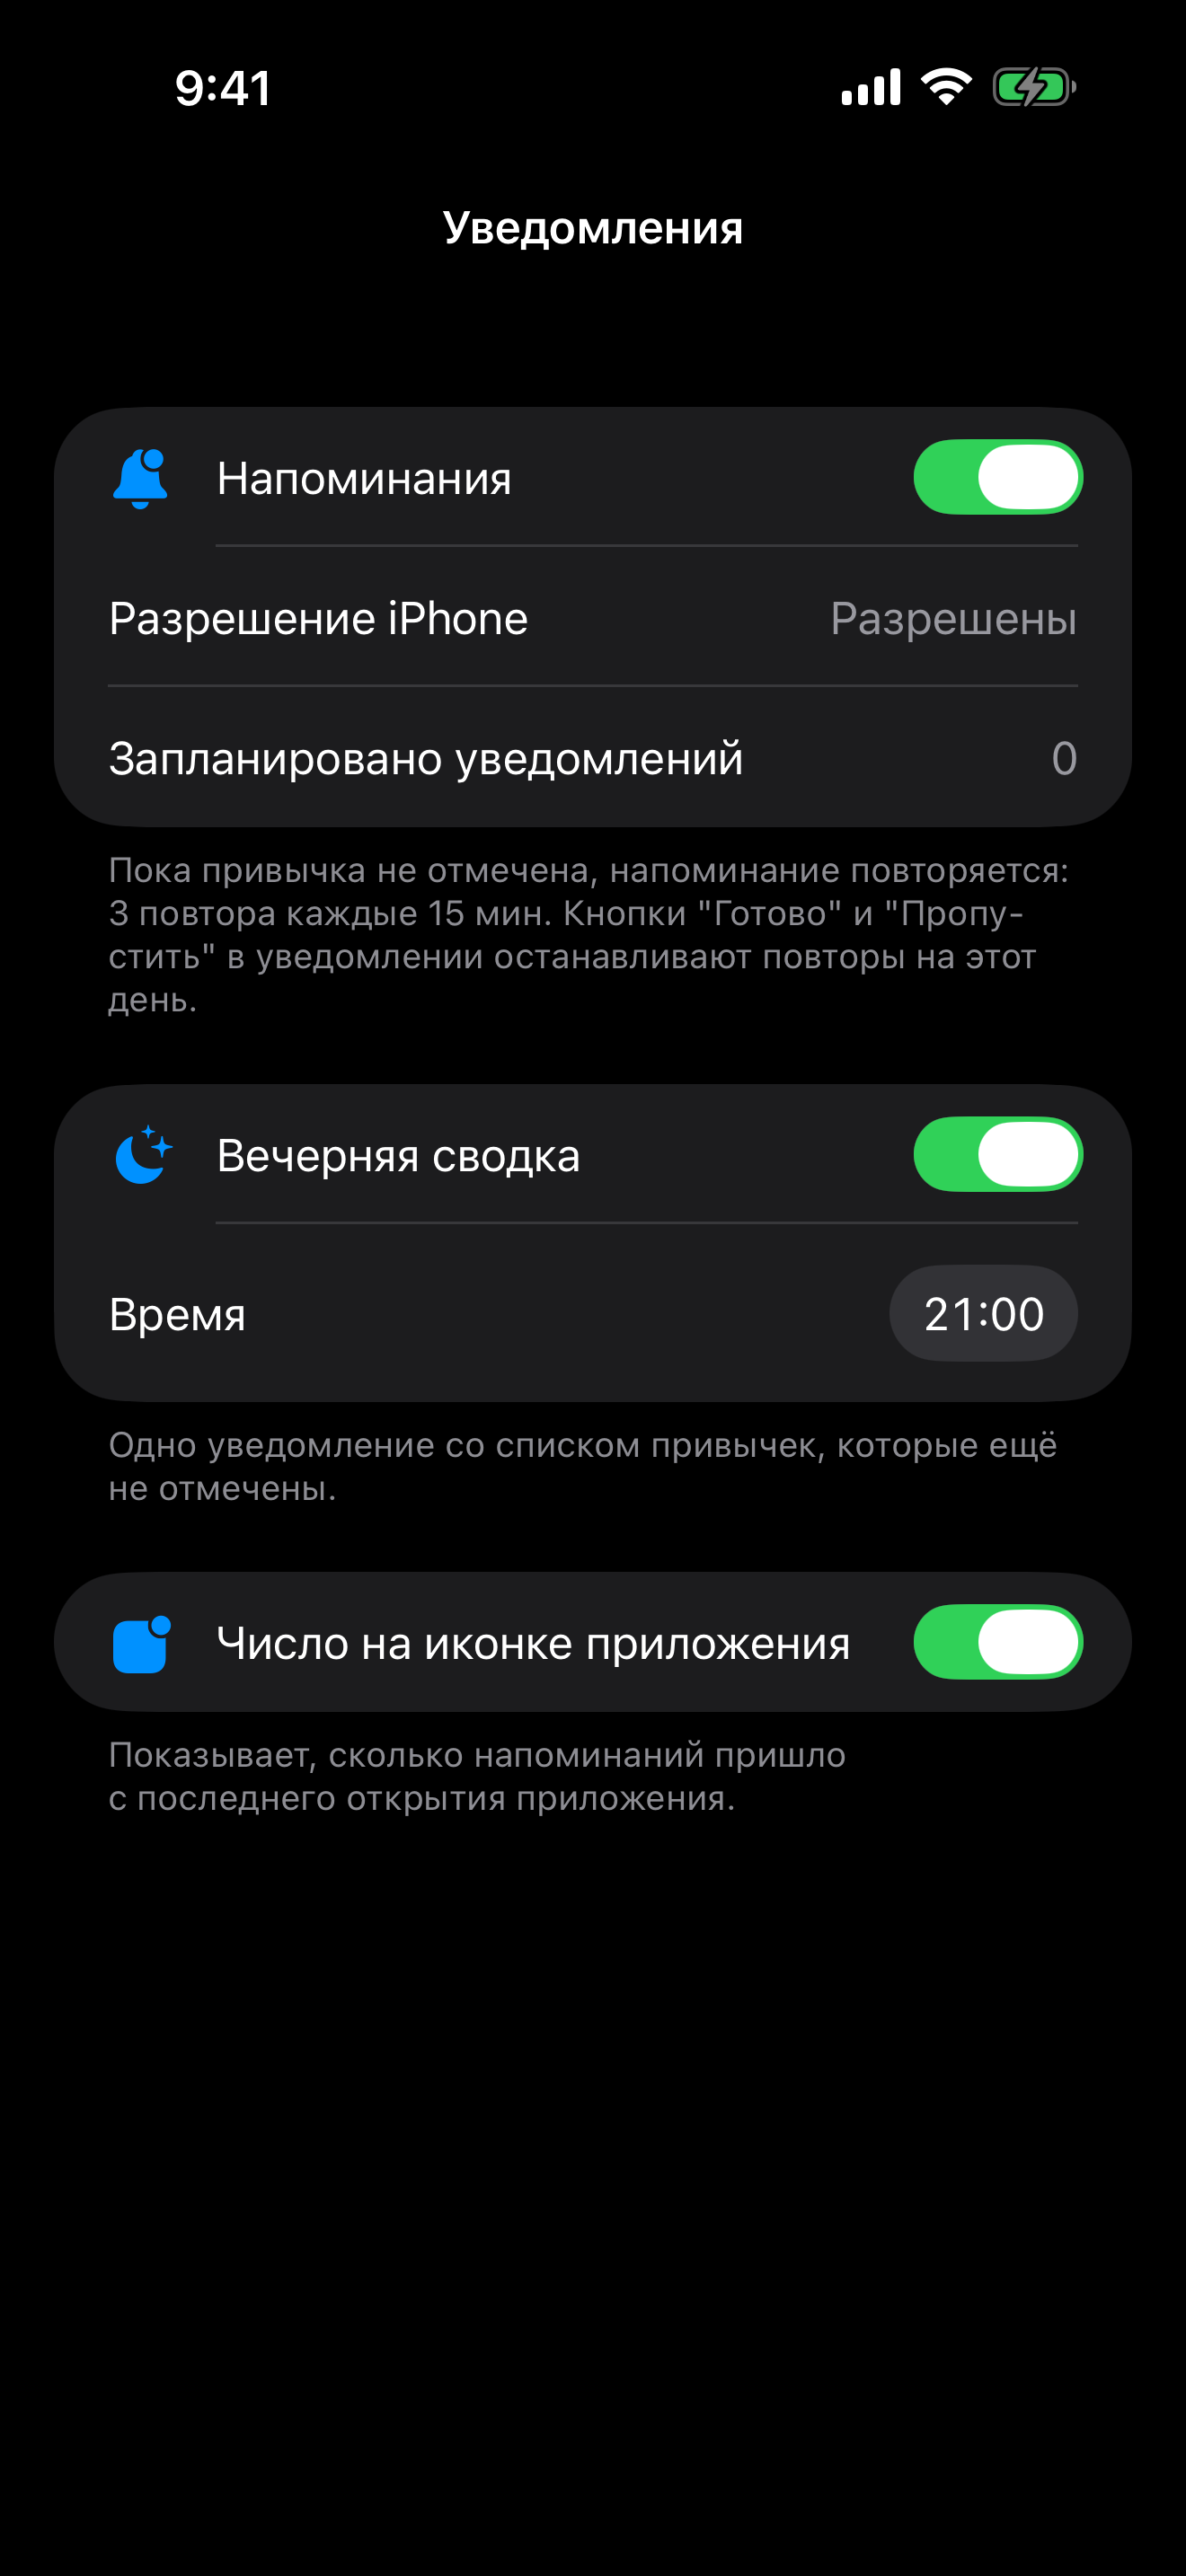 9:41
Уведомления
Напоминания
Разрешение iPhone Разрешены
Запланировано уведомлений 0
Пока привычка не отмечена, напоминание повторяется:
3 повтора каждые 15 мин. Кнопки "Готово" и "Пропу-
стить" в уведомлении останавливают повторы на этот
день.
Вечерняя сводка
Время 21:00
Одно уведомление со списком привычек, которые ещё
не отмечены.
Число на иконке приложения
Показывает, сколько напоминаний пришло
с последнего открытия приложения.